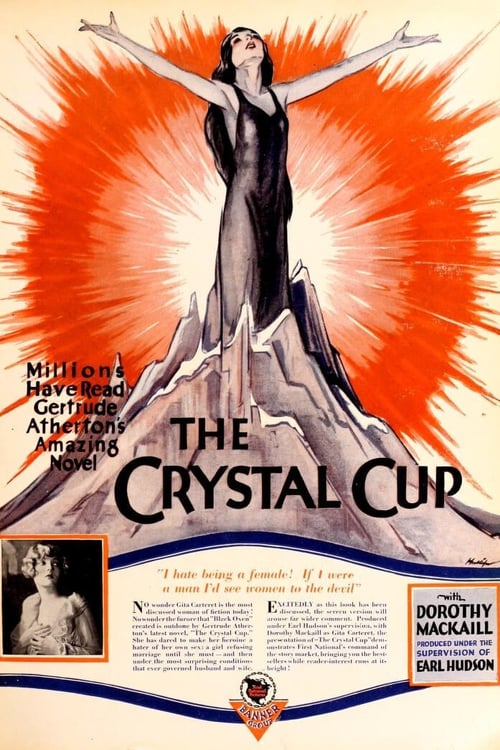 Millions
Have Read
Gertrude
Atherton's
Amazing
Novel
THE
CRYSTAL CUP
"I hate being a female! If I were
a man I'd see women to the devil"
NO wonder Gita Carteret is the most
discussed woman of fiction today!
No wonder the furore that "Black Oxen"
created is outdone by Gertrude Ather-
ton's latest novel, "The Crystal Cup."
She has dared to make her heroine a
hater of her own sex: a girl refusing
marriage until she must—and then
under the most surprising conditions
that ever governed husband and wife.
EXCITEDLY as this book has been
discussed, the screen version will
arouse far wider comment. Produced
under Earl Hudson's supervision, with
Dorothy Mackaill as Gita Carteret, the
presentation of "The Crystal Cup" dem-
onstrates First National's command of
the story market, bringing you the best-
sellers while reader-interest runs at its
height!
with
DOROTHY
MACKAILL
PRODUCED UNDER THE
SUPERVISION OF
EARL HUDSON
BANNER
GROUP